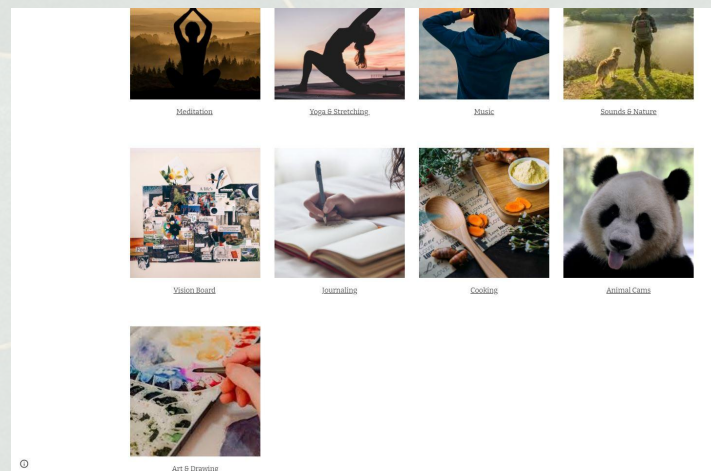 Meditation
Yoga & Stretching
Music
Sounds & Nature
Vision Board
Journaling
Cooking
Animal Cams
Art & Drawing